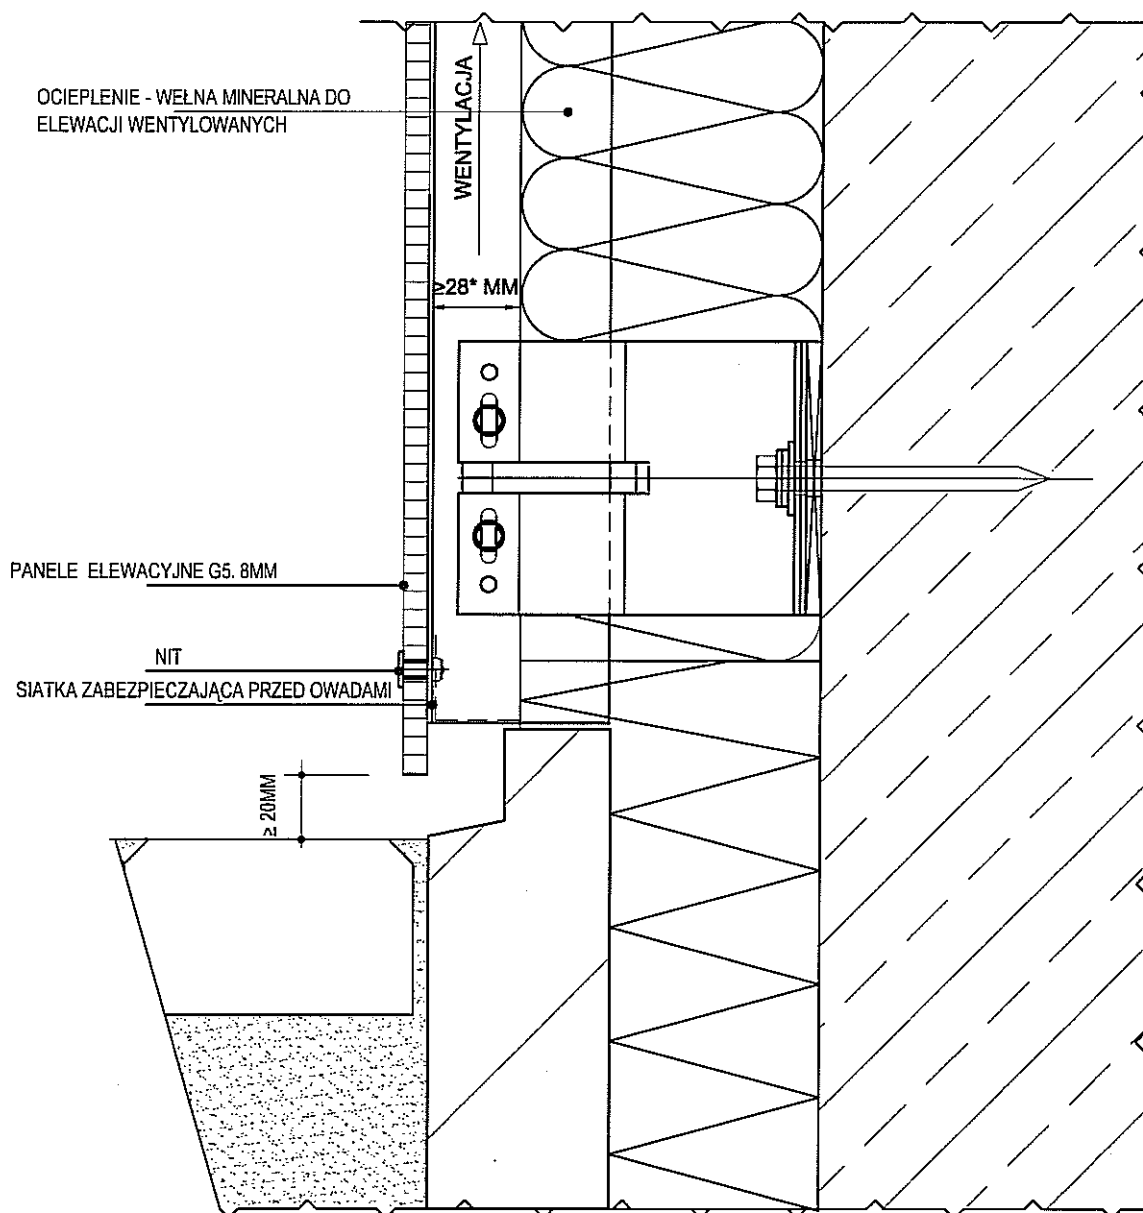 OCIEPLENIE - WEŁNA MINERALNA DO
ELEWACJI WENTYLOWANYCH
WENTYLACJA
≥28* MM
PANELE ELEWACYJNE G5. 8MM
NIT
SIATKA ZABEZPIECZAJĄCA PRZED OWADAMI
≥ 20MM